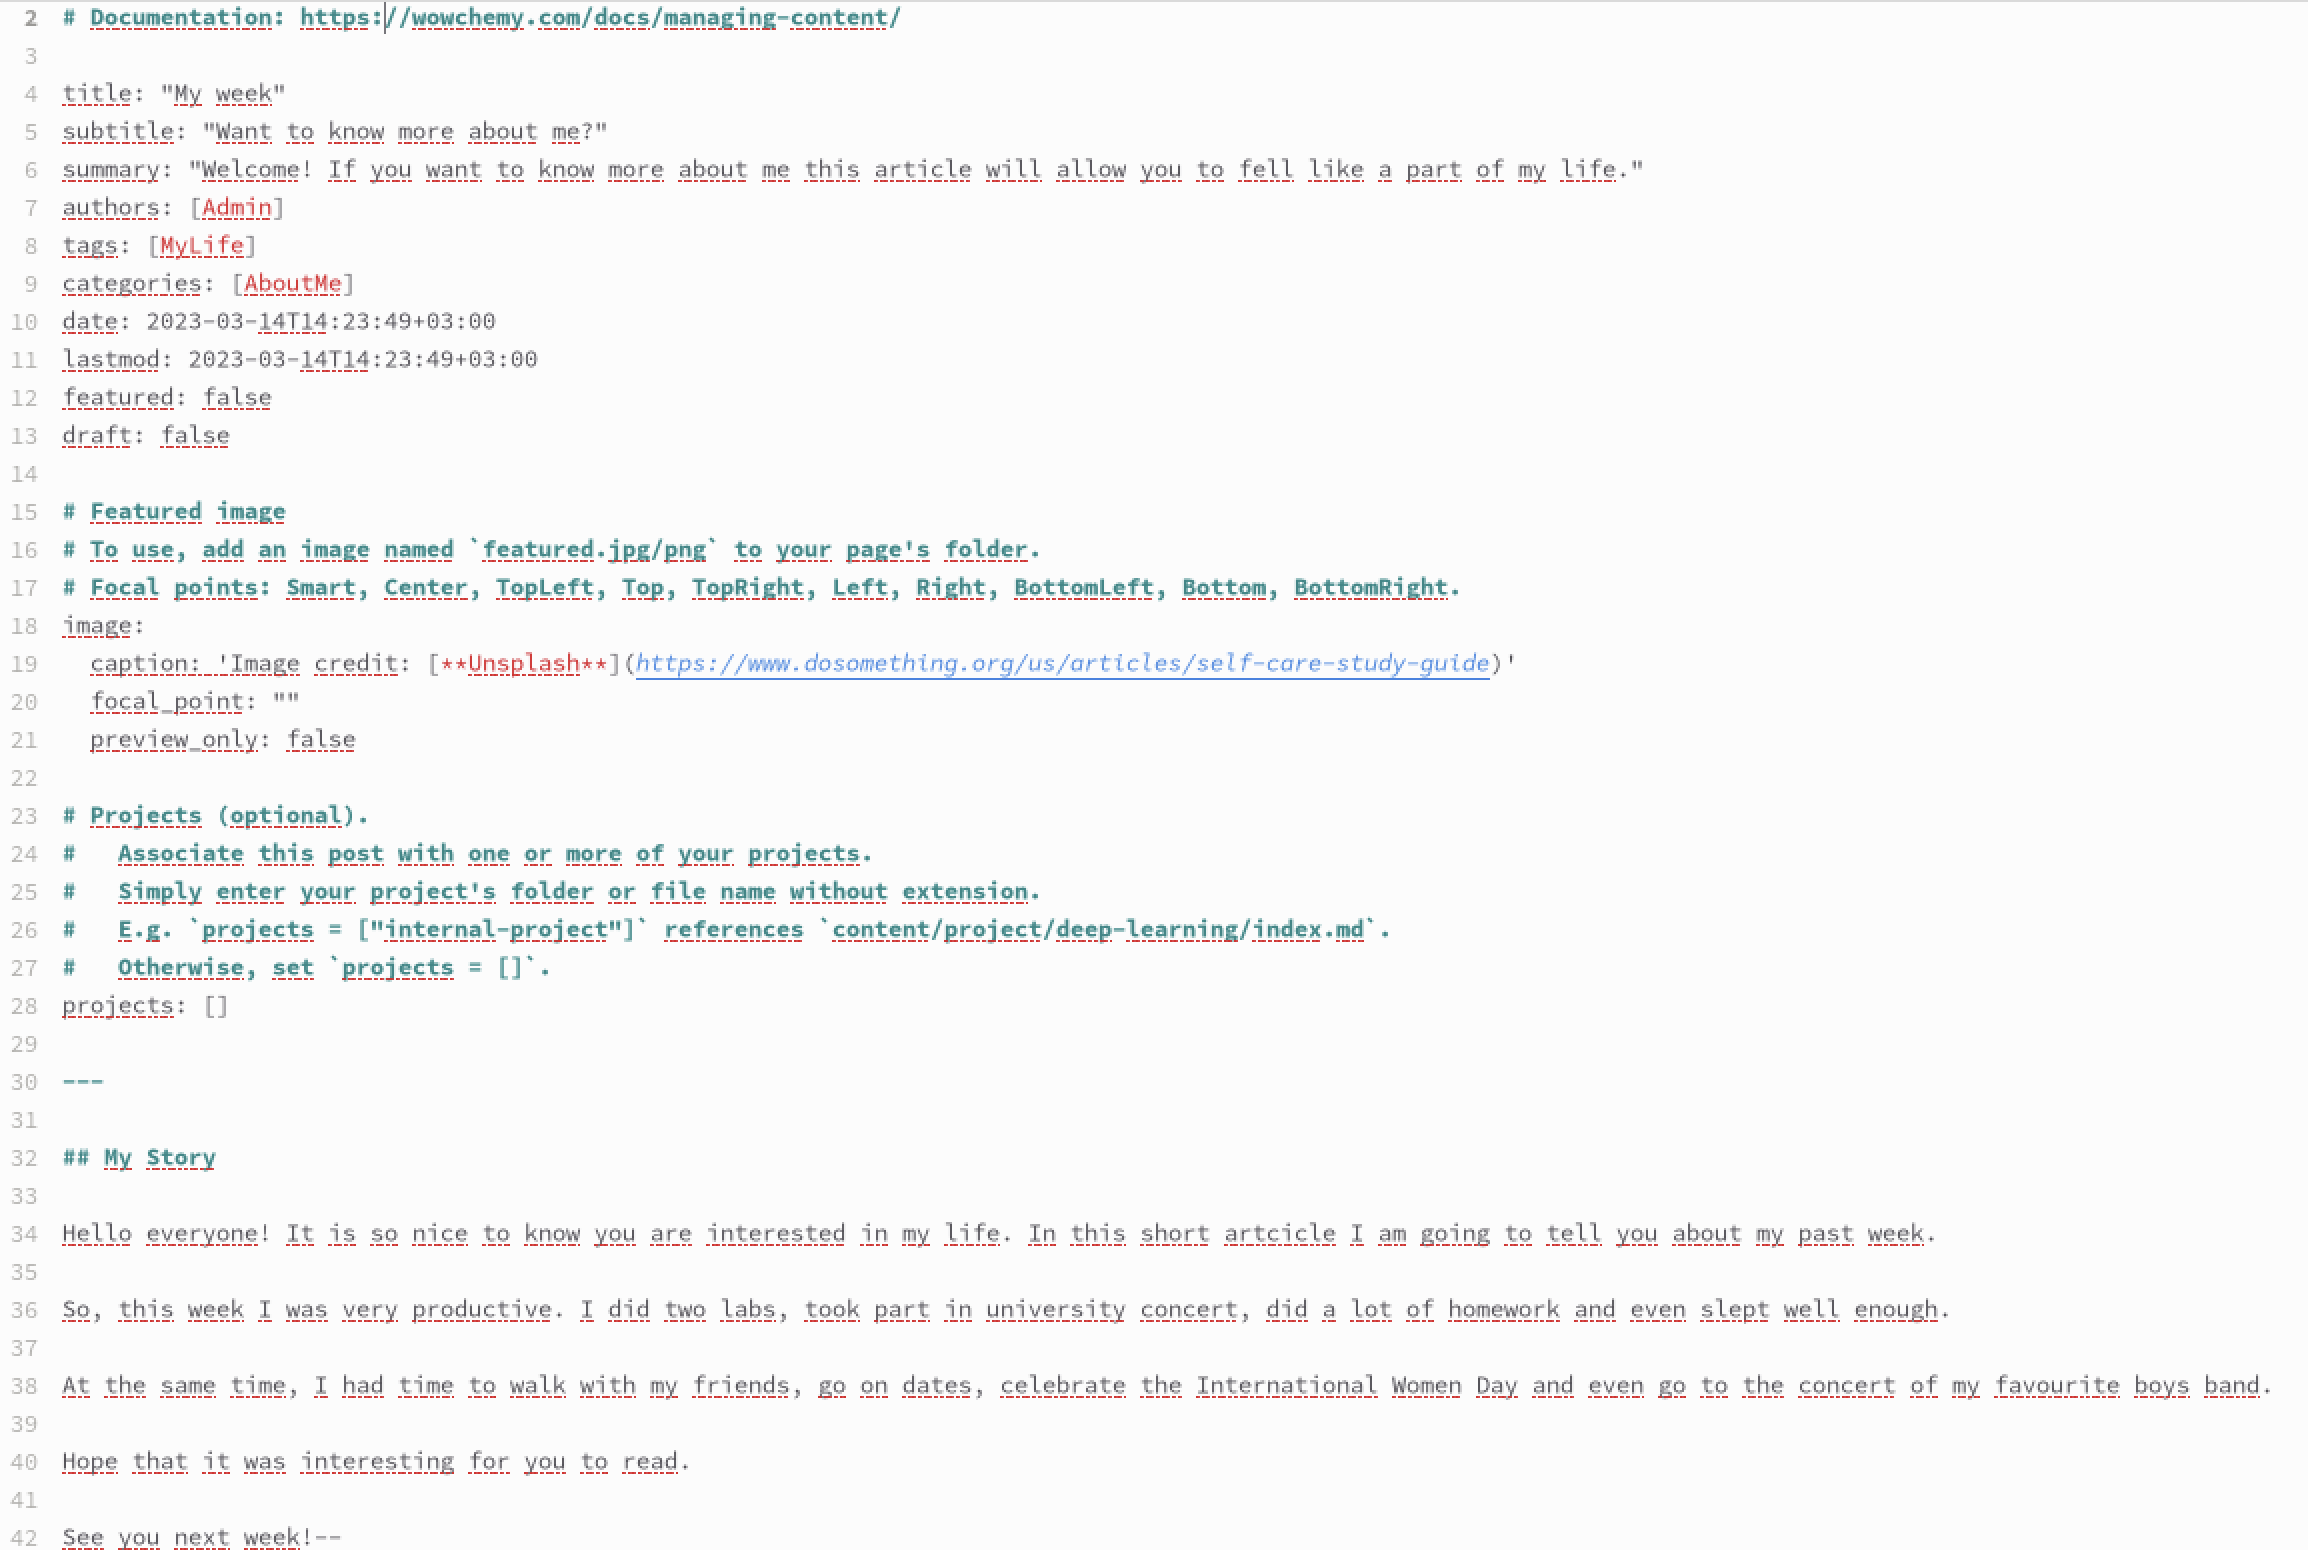 2 # Documentation: https://wowchemy.com/docs/managing-content/
3
4 title: "My week"
5 subtitle: "Want to know more about me?"
6 summary: "Welcome! If you want to know more about me this article will allow you to fell like a part of my life."
7 authors: [Admin]
8 tags: [MyLife]
9 categories: [AboutMe]
10 date: 2023-03-14T14:23:49+03:00
11 lastmod: 2023-03-14T14:23:49+03:00
12 featured: false
13 draft: false
14
15 # Featured image
16 # To use, add an image named `featured.jpg/png` to your page's folder.
17 # Focal points: Smart, Center, TopLeft, Top, TopRight, Left, Right, BottomLeft, Bottom, BottomRight.
18 image:
19   caption: 'Image credit: [**Unsplash**](https://www.dosomething.org/us/articles/self-care-study-guide)'
20   focal_point: ""
21   preview_only: false
22
23 # Projects (optional).
24 #   Associate this post with one or more of your projects.
25 #   Simply enter your project's folder or file name without extension.
26 #   E.g. `projects = ["internal-project"]` references `content/project/deep-learning/index.md`.
27 #   Otherwise, set `projects = []`.
28 projects: []
29
30 ---
31
32 ## My Story
33
34 Hello everyone! It is so nice to know you are interested in my life. In this short artcicle I am going to tell you about my past week.
35
36 So, this week I was very productive. I did two labs, took part in university concert, did a lot of homework and even slept well enough.
37
38 At the same time, I had time to walk with my friends, go on dates, celebrate the International Women Day and even go to the concert of my favourite boys band.
39
40 Hope that it was interesting for you to read.
41
42 See you next week!--